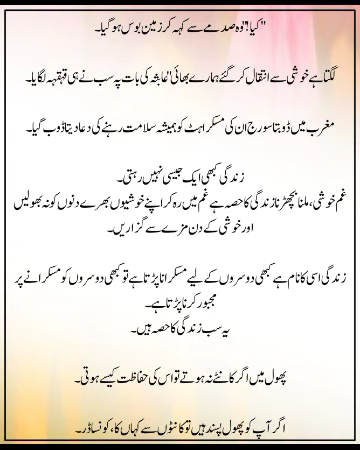 "کیا!" وہ صدمے سے کہہ کر زمین بوس ہو گیا۔
لگتا ہے خوشی سے انتقال کر گئے ہمارے بھائی' عایشہ کی بات پہ سب نے ہی قہقہہ لگایا۔
مغرب میں ڈوبتا سورج ان کی مسکراہٹ کو ہمیشہ سلامت رہنے کی دعا دیتا ڈوب گیا۔
زندگی کبھی ایک جیسی نہیں رہتی۔
غم خوشی، ملنا بچھڑنا زندگی کا حصہ ہے غم میں رہ کر اپنے خوشیوں بھرے دنوں کو نہ بھولیں
اور خوشی کے دن مزے سے گزاریں۔
زندگی اسی کا نام ہے کبھی دوسروں کے لیے مسکرانا پڑتا ہے تو کبھی دوسروں کو مسکرانے پر
مجبور کرنا پڑتا ہے۔
یہ سب زندگی کا حصہ ہیں۔
پھول میں اگر کانٹے نہ ہوتے تو اس کی حفاظت کیسے ہوتی۔
اگر آپ کو پھول پسند ہیں تو کانٹوں سے کہاں کا، کونسا ڈر۔